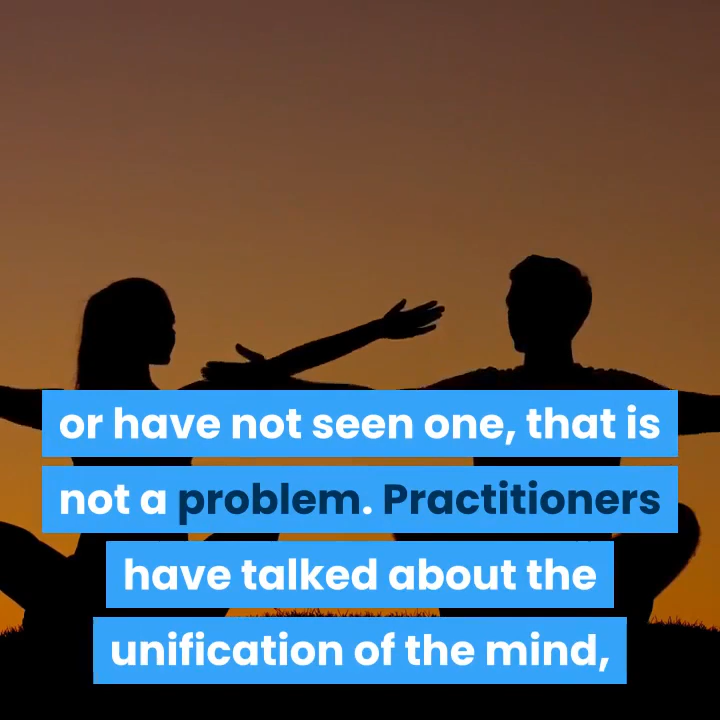 or have not seen one, that is
not a problem. Practitioners
have talked about the
unification of the mind,